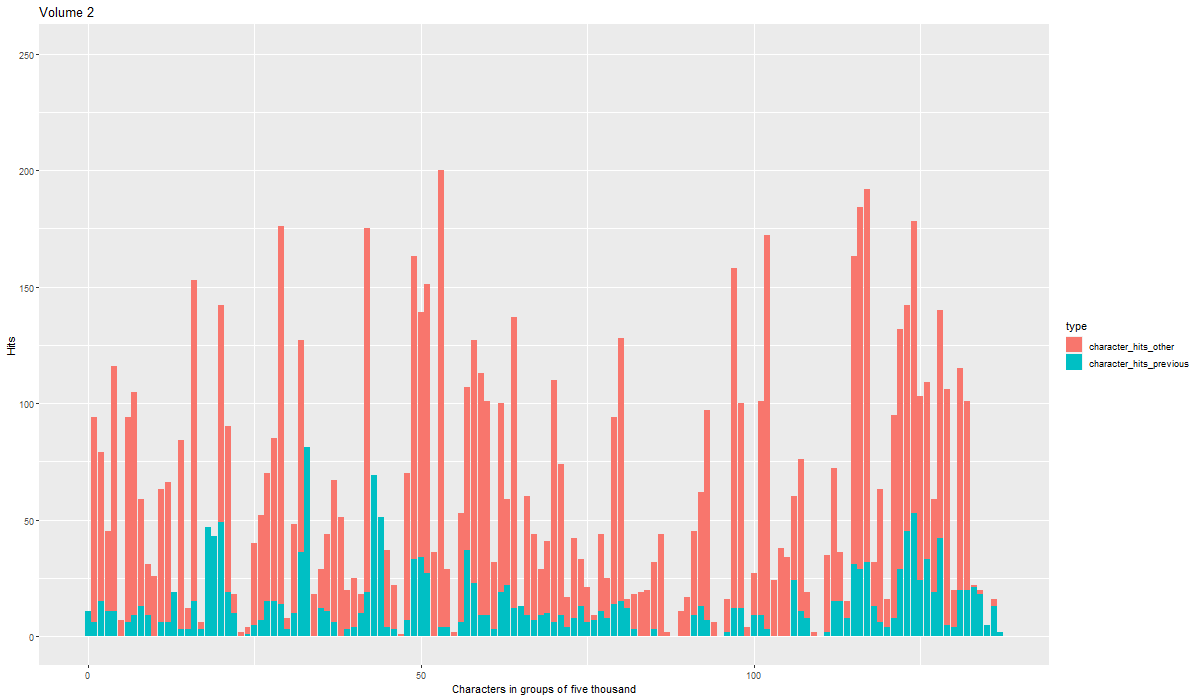 Volume 2
250
200
150
100
50
0
Hits
0 50 100
Characters in groups of five thousand
type
character_hits_other
character_hits_previous